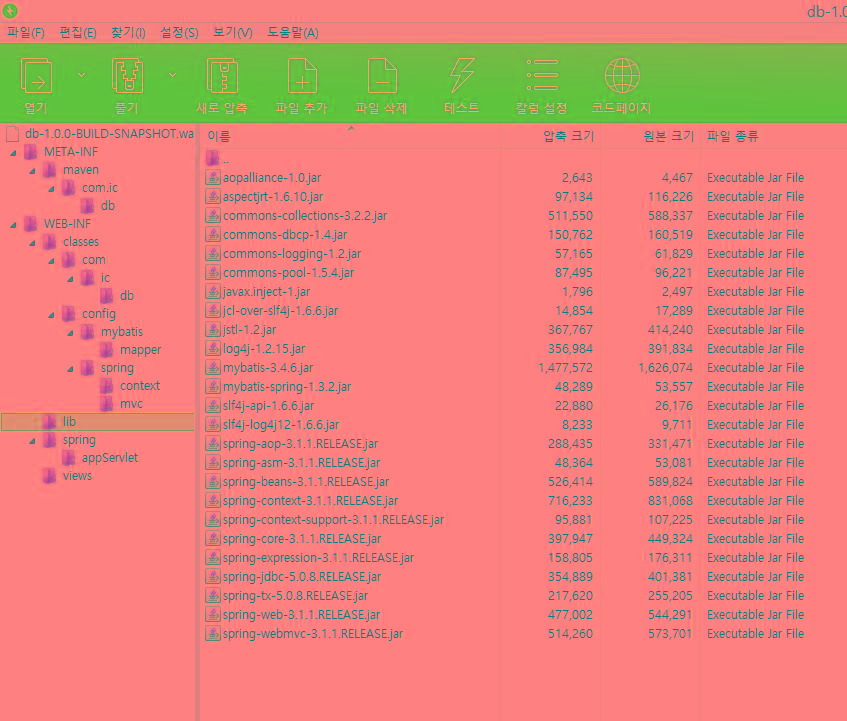 db-1.0
파일(F) 편집(E) 찾기(I) 설정(S) 보기(V) 도움말(A)
열기 풀기 새로 압축 파일 추가 파일 삭제 테스트 칼럼 설정 코드페이지
db-1.0.0-BUILD-SNAPSHOT.wa
META-INF
maven
com.ic
db
WEB-INF
classes
com
ic
db
config
mybatis
mapper
spring
context
mvc
lib
spring
appServlet
views
이름 압축 크기 원본 크기 파일 종류
..
aopalliance-1.0.jar 2,643 4,467 Executable Jar File
aspectjrt-1.6.10.jar 97,134 116,226 Executable Jar File
commons-collections-3.2.2.jar 511,550 588,337 Executable Jar File
commons-dbcp-1.4.jar 150,762 160,519 Executable Jar File
commons-logging-1.2.jar 57,165 61,829 Executable Jar File
commons-pool-1.5.4.jar 87,495 96,221 Executable Jar File
javax.inject-1.jar 1,796 2,497 Executable Jar File
jcl-over-slf4j-1.6.6.jar 14,854 17,289 Executable Jar File
jstl-1.2.jar 367,767 414,240 Executable Jar File
log4j-1.2.15.jar 356,984 391,834 Executable Jar File
mybatis-3.4.6.jar 1,477,572 1,626,074 Executable Jar File
mybatis-spring-1.3.2.jar 48,289 53,557 Executable Jar File
slf4j-api-1.6.6.jar 22,880 26,176 Executable Jar File
slf4j-log4j12-1.6.6.jar 8,233 9,711 Executable Jar File
spring-aop-3.1.1.RELEASE.jar 288,435 331,471 Executable Jar File
spring-asm-3.1.1.RELEASE.jar 48,364 53,081 Executable Jar File
spring-beans-3.1.1.RELEASE.jar 526,414 589,824 Executable Jar File
spring-context-3.1.1.RELEASE.jar 716,233 831,068 Executable Jar File
spring-context-support-3.1.1.RELEASE.jar 95,881 107,225 Executable Jar File
spring-core-3.1.1.RELEASE.jar 397,947 449,324 Executable Jar File
spring-expression-3.1.1.RELEASE.jar 158,805 176,311 Executable Jar File
spring-jdbc-5.0.8.RELEASE.jar 354,889 401,381 Executable Jar File
spring-tx-5.0.8.RELEASE.jar 217,620 255,205 Executable Jar File
spring-web-3.1.1.RELEASE.jar 477,002 544,291 Executable Jar File
spring-webmvc-3.1.1.RELEASE.jar 514,260 573,701 Executable Jar File